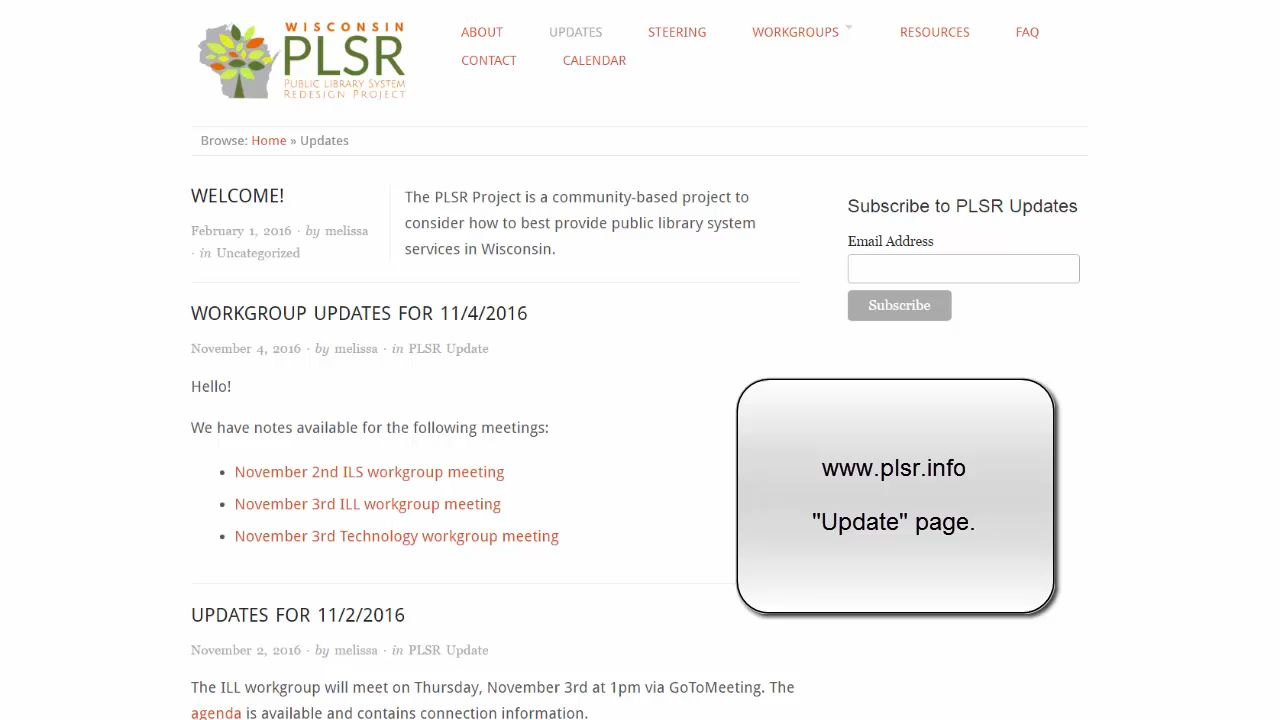 WISCONSIN
PLSR
PUBLIC LIBRARY SYSTEM
REDESIGN PROJECT
ABOUT UPDATES STEERING WORKGROUPS RESOURCES FAQ
CONTACT CALENDAR
Browse: Home » Updates
WELCOME!
February 1, 2016 · by melissa
· in Uncategorized
The PLSR Project is a community-based project to
consider how to best provide public library system
services in Wisconsin.
Subscribe to PLSR Updates
Email Address
Subscribe
WORKGROUP UPDATES FOR 11/4/2016
November 4, 2016 · by melissa · in PLSR Update
Hello!
We have notes available for the following meetings:
• November 2nd ILS workgroup meeting
• November 3rd ILL workgroup meeting
• November 3rd Technology workgroup meeting
www.plsr.info
"Update" page.
UPDATES FOR 11/2/2016
November 2, 2016 · by melissa · in PLSR Update
The ILL workgroup will meet on Thursday, November 3rd at 1pm via GoToMeeting. The
agenda is available and contains connection information.